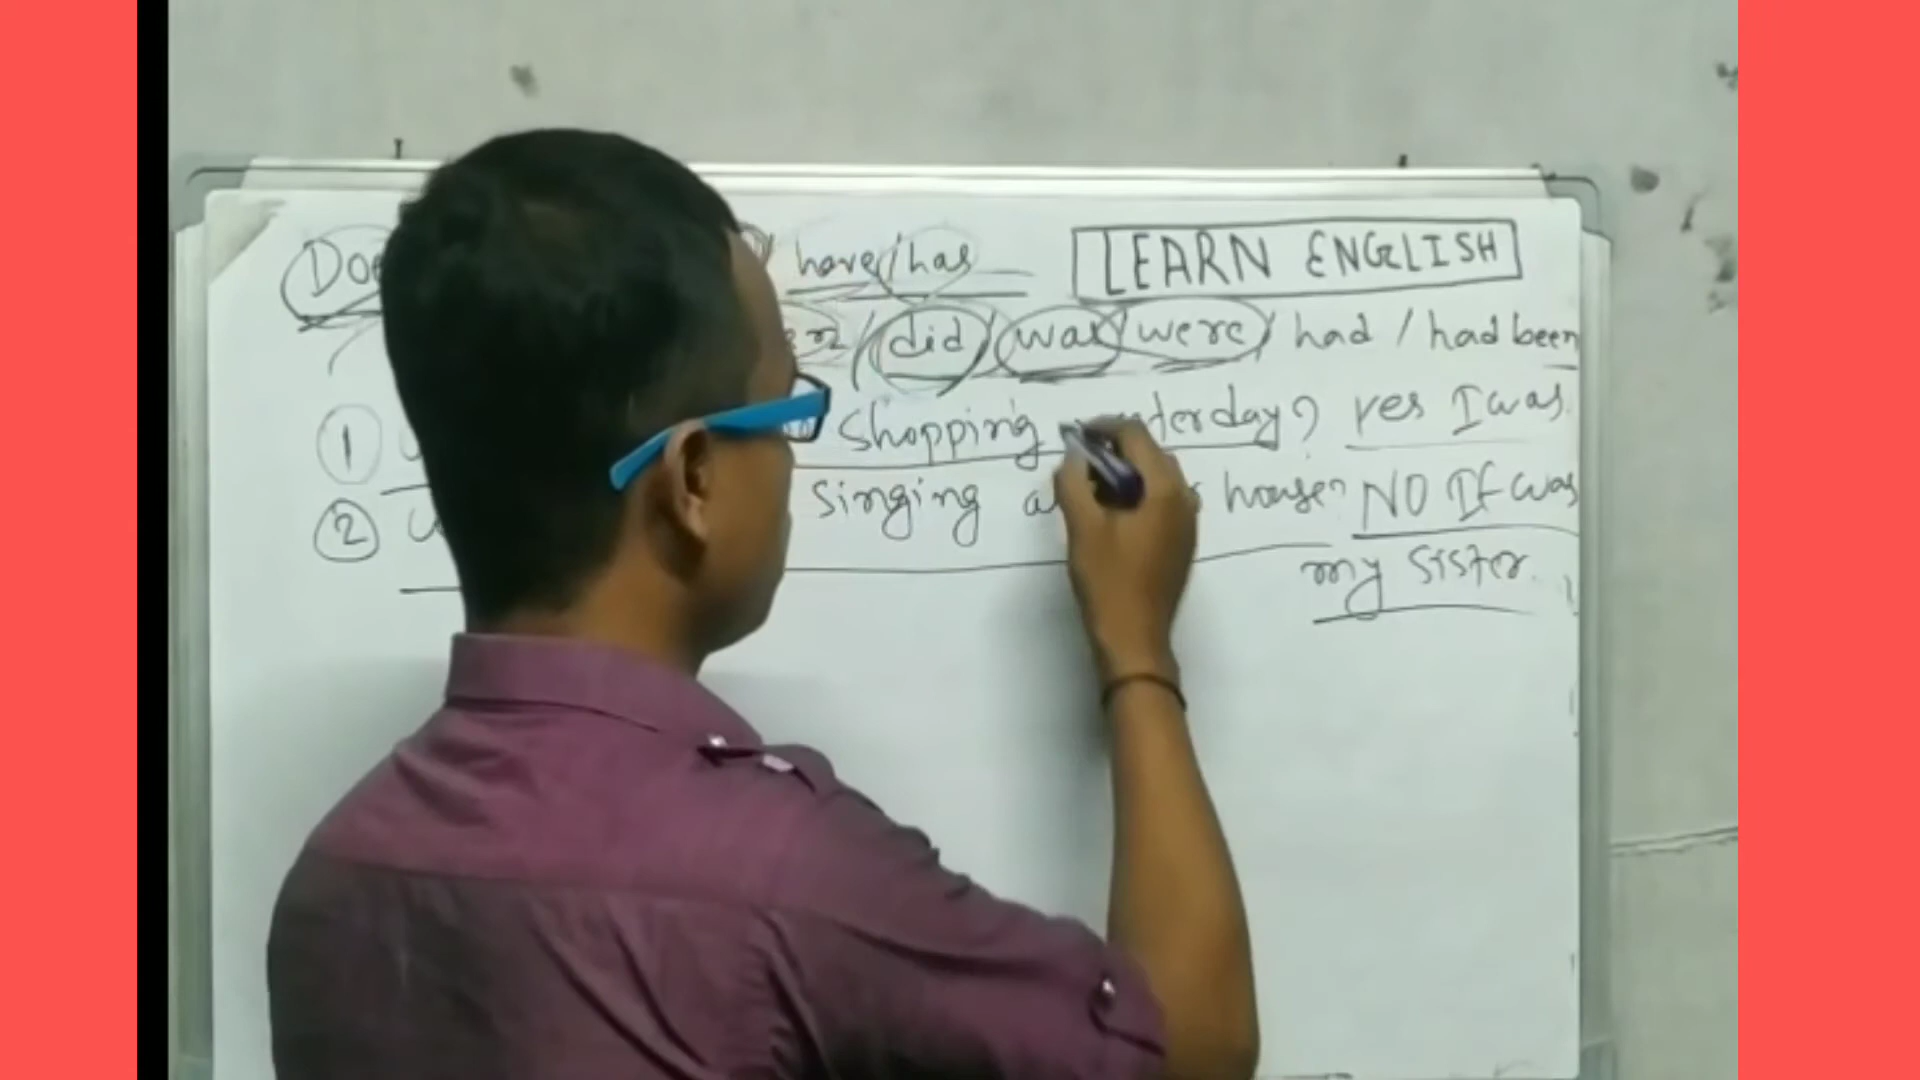 have/has LEARN ENGLISH
/ did / was / were / had / had been
1 Shopping yesterday? Yes I was.
2 singing house? NO It was
my sister.